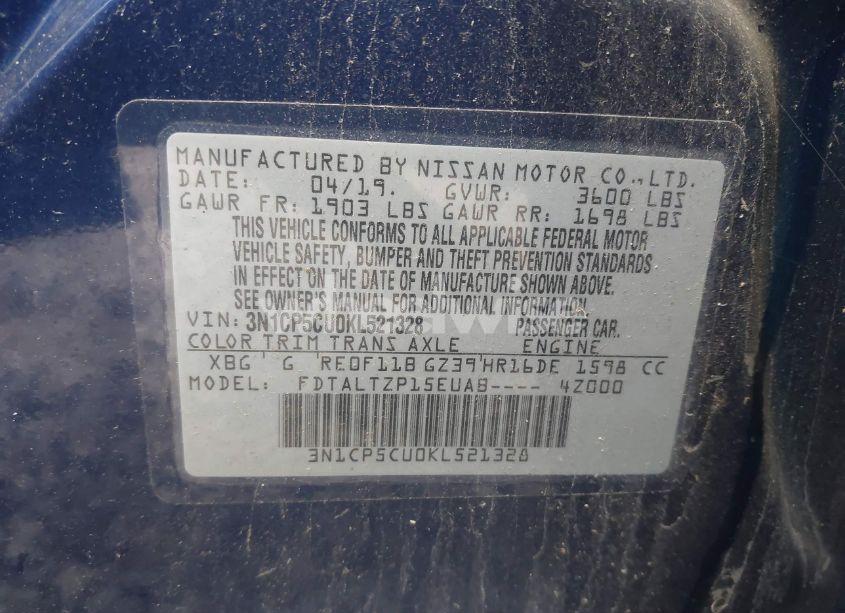 MANUFACTURED BY NISSAN MOTOR CO.,LTD.
DATE: 04/19. GVWR: 3600 LBS
GAWR FR: 1903 LBS GAWR RR: 1698 LBS
THIS VEHICLE CONFORMS TO ALL APPLICABLE FEDERAL MOTOR
VEHICLE SAFETY, BUMPER AND THEFT PREVENTION STANDARDS
IN EFFECT ON THE DATE OF MANUFACTURE SHOWN ABOVE.
SEE OWNER'S MANUAL FOR ADDITIONAL INFORMATION
VIN: 3N1CP5CU0KL521328 PASSENGER CAR.
COLOR TRIM TRANS AXLE ENGINE
XBG G RE0F11B GZ39 HR16DE 1598 CC
MODEL: FDTALTZP15EUA8---- 4Z000
3N1CP5CU0KL521328